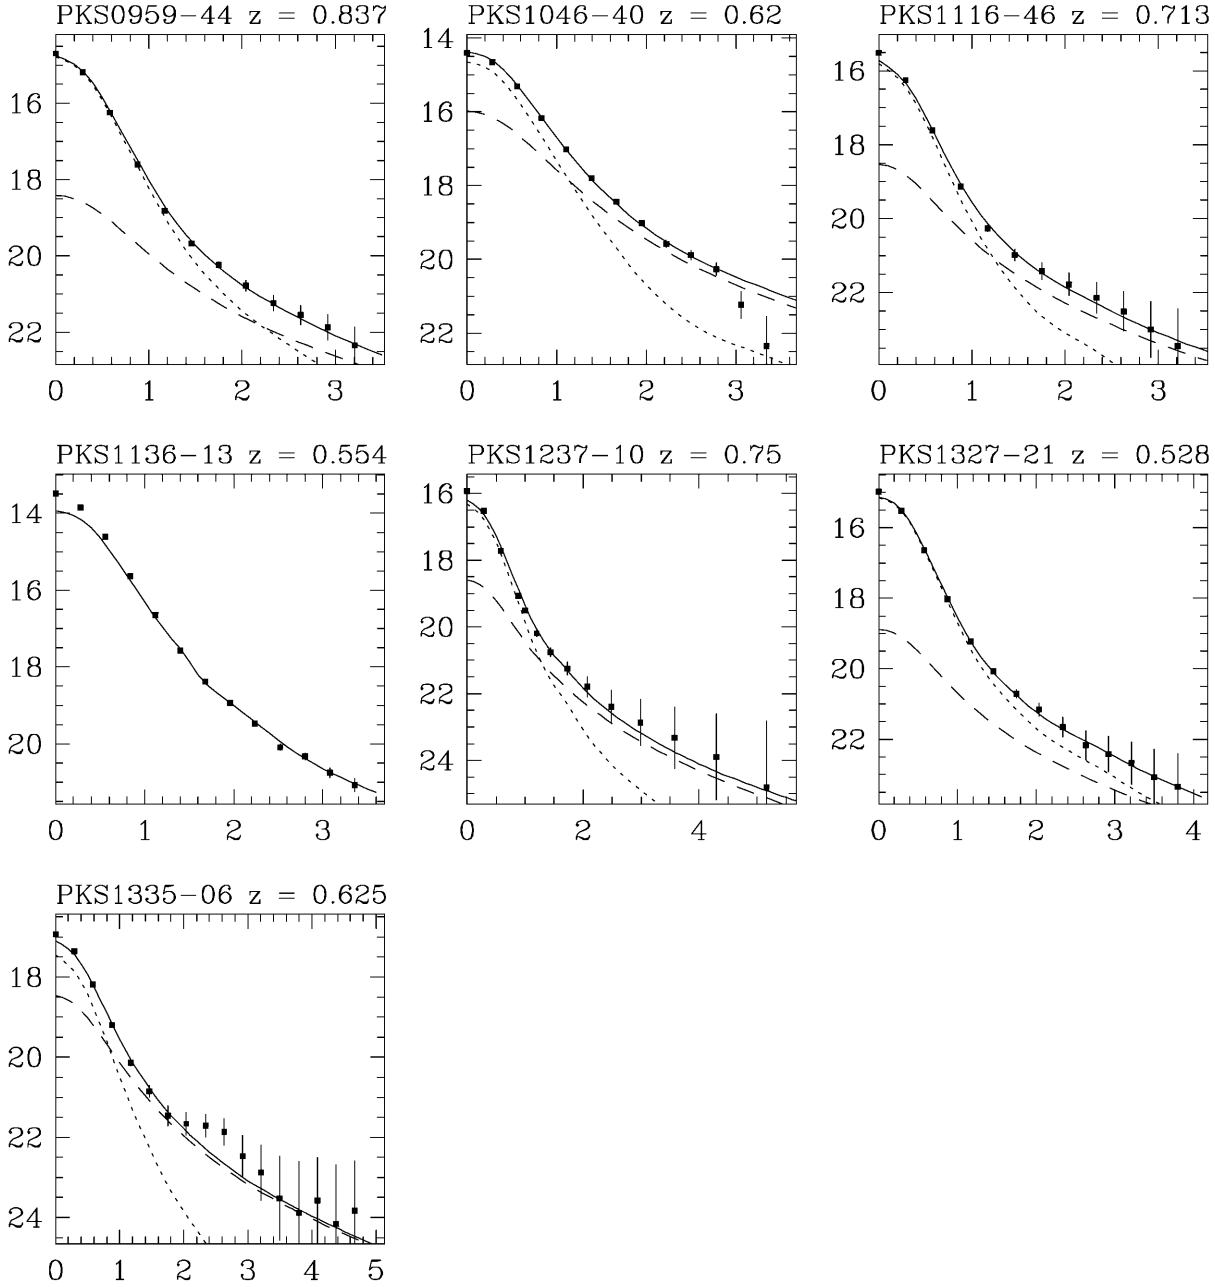 PKS0959−44 z = 0.837
PKS1046−40 z = 0.62
PKS1116−46 z = 0.713
16
18
20
22
0 1 2 3
14
16
18
20
22
0 1 2 3
16
18
20
22
0 1 2 3
PKS1136−13 z = 0.554
PKS1237−10 z = 0.75
PKS1327−21 z = 0.528
14
16
18
20
0 1 2 3
16
18
20
22
24
0 2 4
16
18
20
22
0 1 2 3 4
PKS1335−06 z = 0.625
18
20
22
24
0 1 2 3 4 5